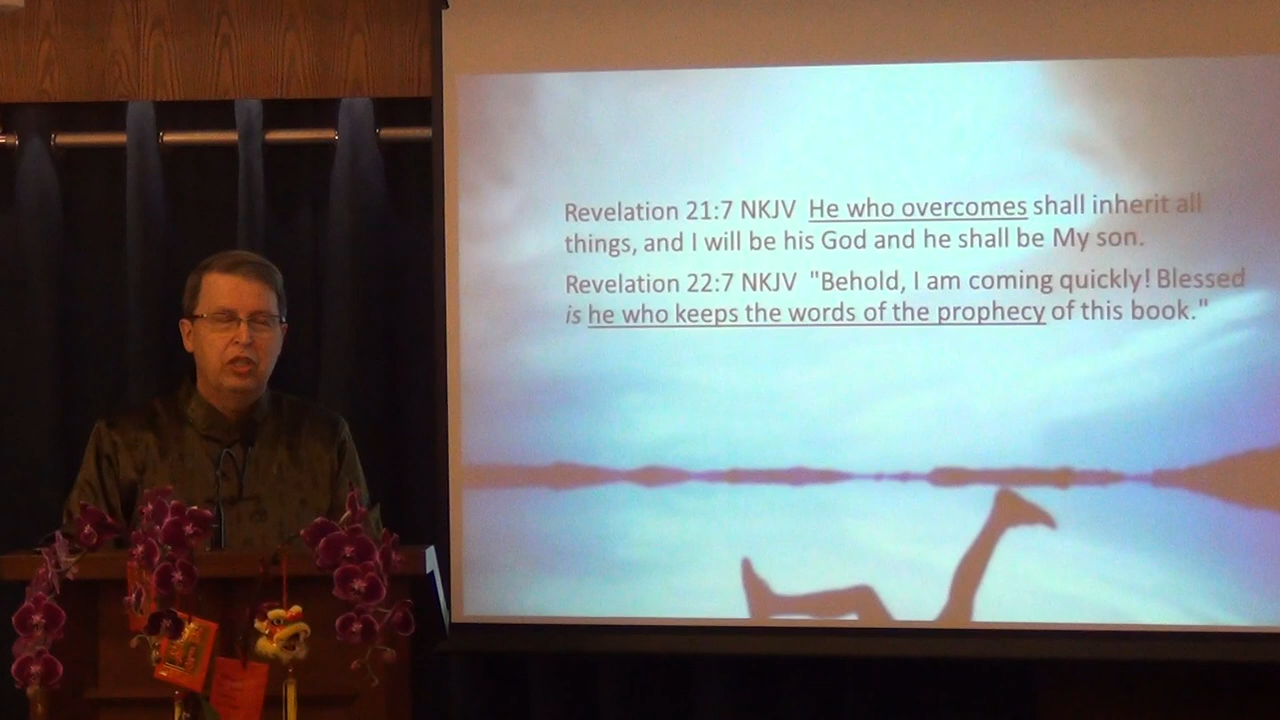 Revelation 21:7 NKJV He who overcomes shall inherit all
things, and I will be his God and he shall be My son.
Revelation 22:7 NKJV "Behold, I am coming quickly! Blessed
is he who keeps the words of the prophecy of this book."